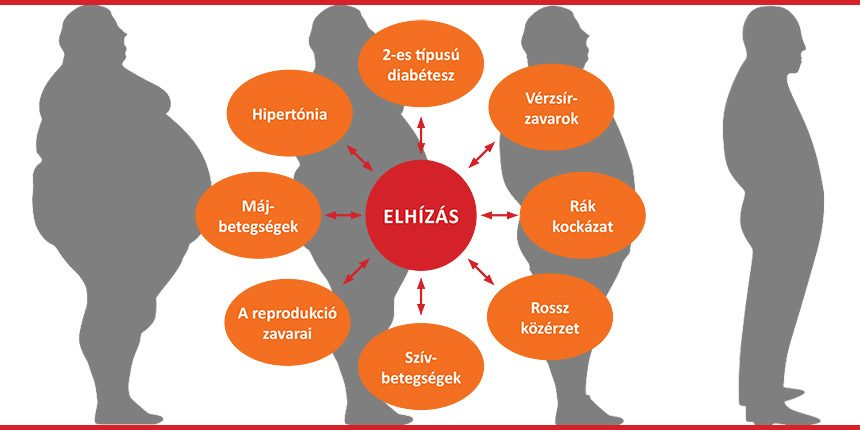 2-es típusú
diabétesz
Vérzsír-
zavarok
Hipertónia
Máj-
betegségek
ELHÍZÁS
Rák
kockázat
A reprodukció
zavarai
Rossz
közérzet
Szív-
betegségek